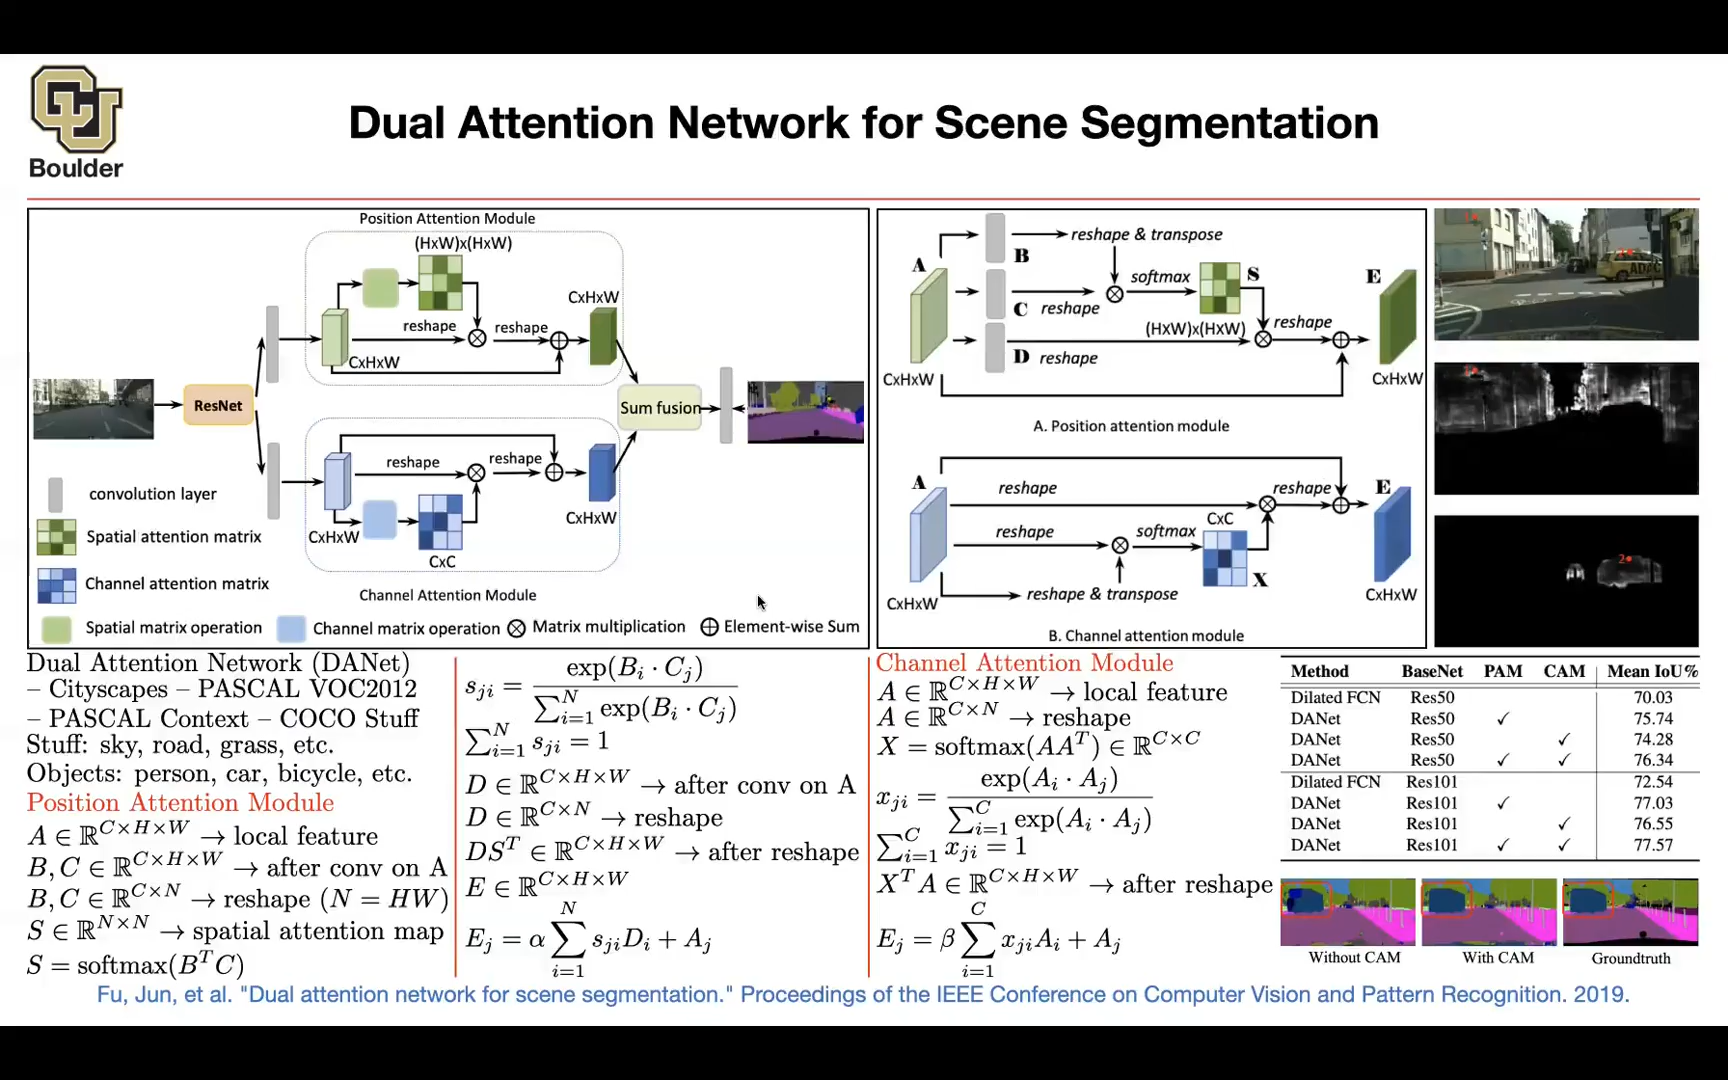 Boulder
Dual Attention Network for Scene Segmentation
Position Attention Module
(HxW)x(HxW)
CxHxW
reshape
reshape
CxHxW
ResNet
Sum fusion
reshape
reshape
CxHxW
CxHxW
CxC
Channel Attention Module
convolution layer
Spatial attention matrix
Channel attention matrix
Spatial matrix operation
Channel matrix operation
Matrix multiplication
Element-wise Sum
A
B
reshape & transpose
softmax
S
E
C
reshape
(HxW)x(HxW)
reshape
D
reshape
CxHxW
CxHxW
A. Position attention module
A
reshape
reshape
E
reshape
softmax
CxC
X
CxHxW
reshape & transpose
CxHxW
B. Channel attention module
ADAC
2
Dual Attention Network (DANet)
– Cityscapes – PASCAL VOC2012
– PASCAL Context – COCO Stuff
Stuff: sky, road, grass, etc.
Objects: person, car, bicycle, etc.
Position Attention Module
A ∈ ℝ^{C×H×W} → local feature
B, C ∈ ℝ^{C×H×W} → after conv on A
B, C ∈ ℝ^{C×N} → reshape (N = HW)
S ∈ ℝ^{N×N} → spatial attention map
S = softmax(B^T C)
s_{ji} = exp(B_i · C_j) / ∑_{i=1}^{N} exp(B_i · C_j)
∑_{i=1}^{N} s_{ji} = 1
D ∈ ℝ^{C×H×W} → after conv on A
D ∈ ℝ^{C×N} → reshape
DS^T ∈ ℝ^{C×H×W} → after reshape
E ∈ ℝ^{C×H×W}
E_j = α ∑_{i=1}^{N} s_{ji} D_i + A_j
Channel Attention Module
A ∈ ℝ^{C×H×W} → local feature
A ∈ ℝ^{C×N} → reshape
X = softmax(AA^T) ∈ ℝ^{C×C}
x_{ji} = exp(A_i · A_j) / ∑_{i=1}^{C} exp(A_i · A_j)
∑_{i=1}^{C} x_{ji} = 1
X^T A ∈ ℝ^{C×H×W} → after reshape
E_j = β ∑_{i=1}^{C} x_{ji} A_i + A_j
Method BaseNet PAM CAM Mean IoU%
Dilated FCN Res50 70.03
DANet Res50 ✓ 75.74
DANet Res50 ✓ 74.28
DANet Res50 ✓ ✓ 76.34
Dilated FCN Res101 72.54
DANet Res101 ✓ 77.03
DANet Res101 ✓ 76.55
DANet Res101 ✓ ✓ 77.57
Without CAM With CAM Groundtruth
Fu, Jun, et al. "Dual attention network for scene segmentation." Proceedings of the IEEE Conference on Computer Vision and Pattern Recognition. 2019.